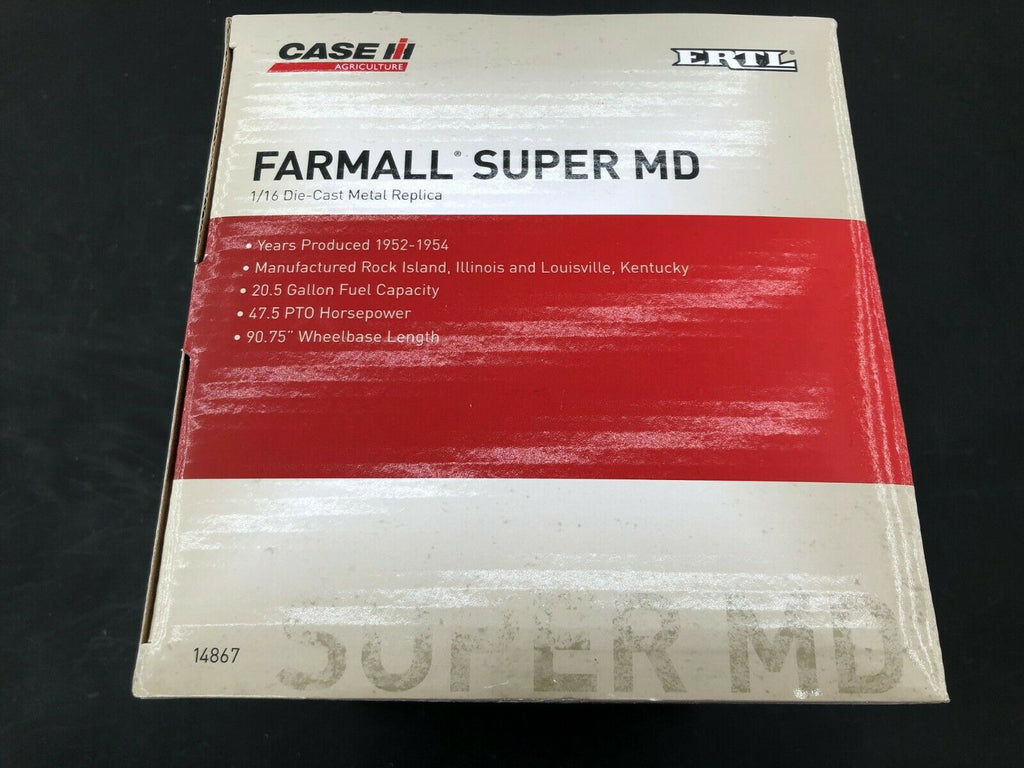 CASE IH
AGRICULTURE
ERTL®
FARMALL® SUPER MD
1/16 Die-Cast Metal Replica
• Years Produced 1952-1954
• Manufactured Rock Island, Illinois and Louisville, Kentucky
• 20.5 Gallon Fuel Capacity
• 47.5 PTO Horsepower
• 90.75" Wheelbase Length
14867
SUPER MD